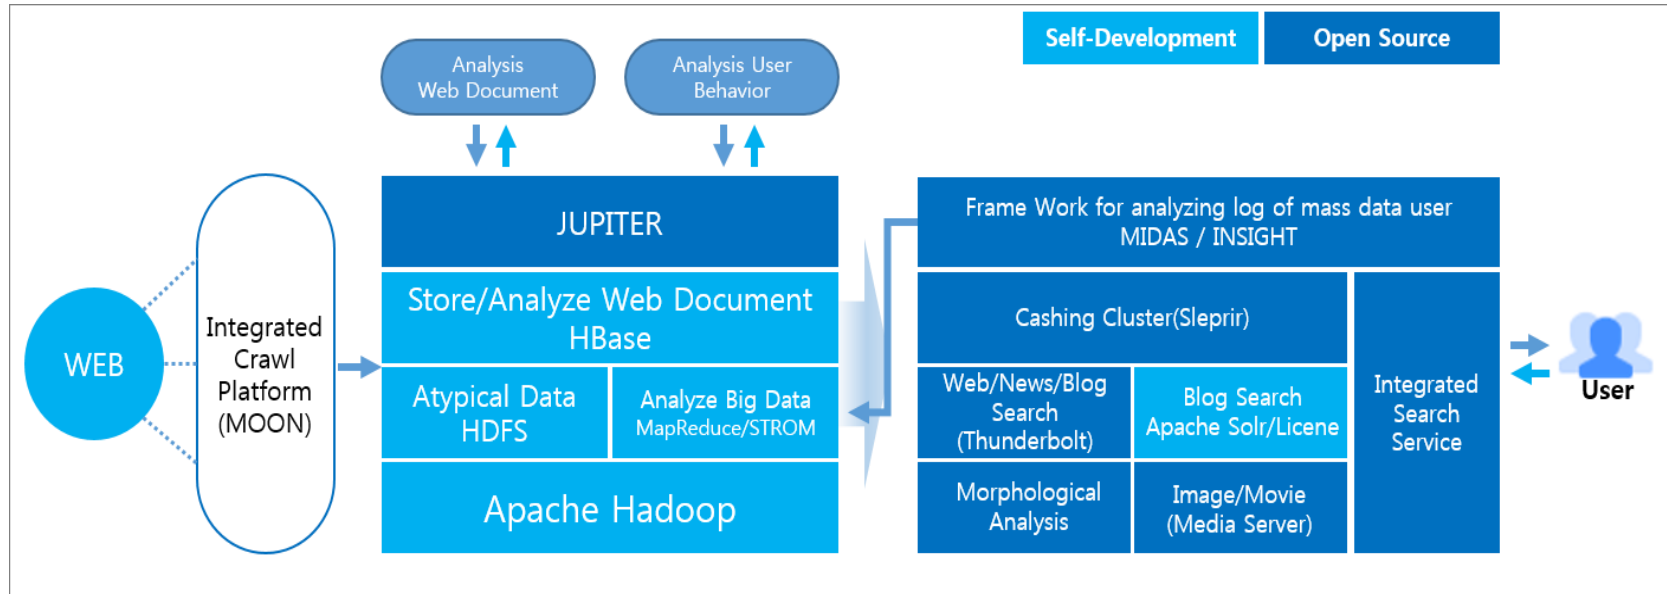 Self-Development
Open Source
Analysis
Web Document
Analysis User
Behavior
WEB
Integrated
Crawl
Platform
(MOON)
JUPITER
Store/Analyze Web Document
HBase
Atypical Data
HDFS
Analyze Big Data
MapReduce/STROM
Apache Hadoop
Frame Work for analyzing log of mass data user
MIDAS / INSIGHT
Cashing Cluster(Sleprir)
Web/News/Blog
Search
(Thunderbolt)
Blog Search
Apache Solr/Licene
Morphological
Analysis
Image/Movie
(Media Server)
Integrated
Search
Service
User